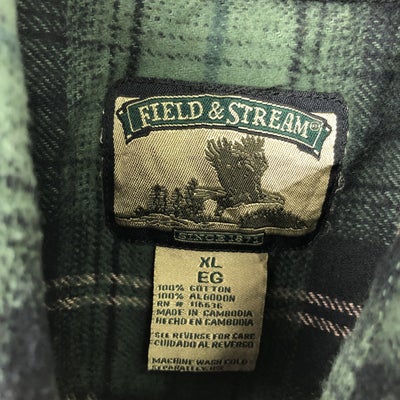 FIELD & STREAM
SINCE 1871
XL
EG
100% COTTON
100% ALGODON
RN # 116636
MADE IN CAMBODIA
HECHO EN CAMBODIA
SEE REVERSE FOR CARE
CUIDADO AL REVERSO
MACHINE WASH COLD
SEPARATELY